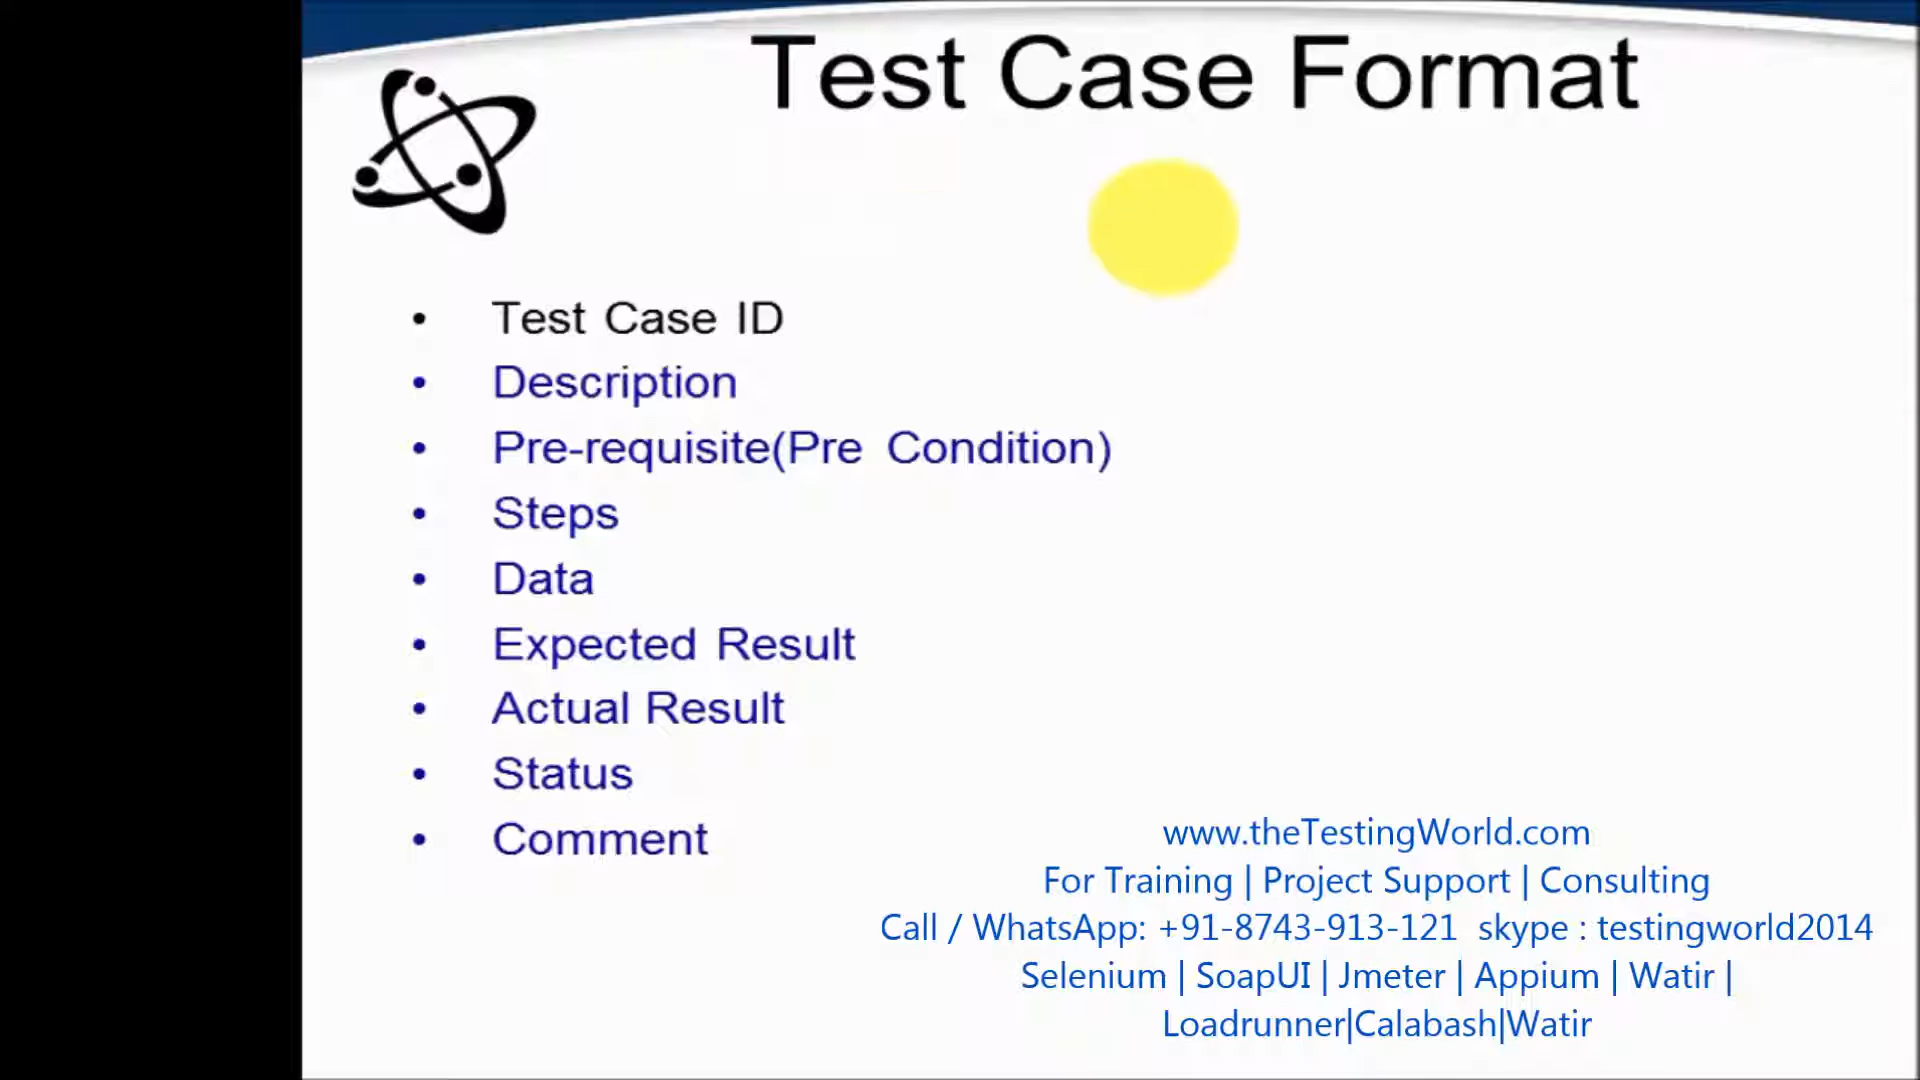 Test Case Format
• Test Case ID
• Description
• Pre-requisite(Pre Condition)
• Steps
• Data
• Expected Result
• Actual Result
• Status
• Comment
www.theTestingWorld.com
For Training | Project Support | Consulting
Call / WhatsApp: +91-8743-913-121 skype : testingworld2014
Selenium | SoapUI | Jmeter | Appium | Watir |
Loadrunner|Calabash|Watir